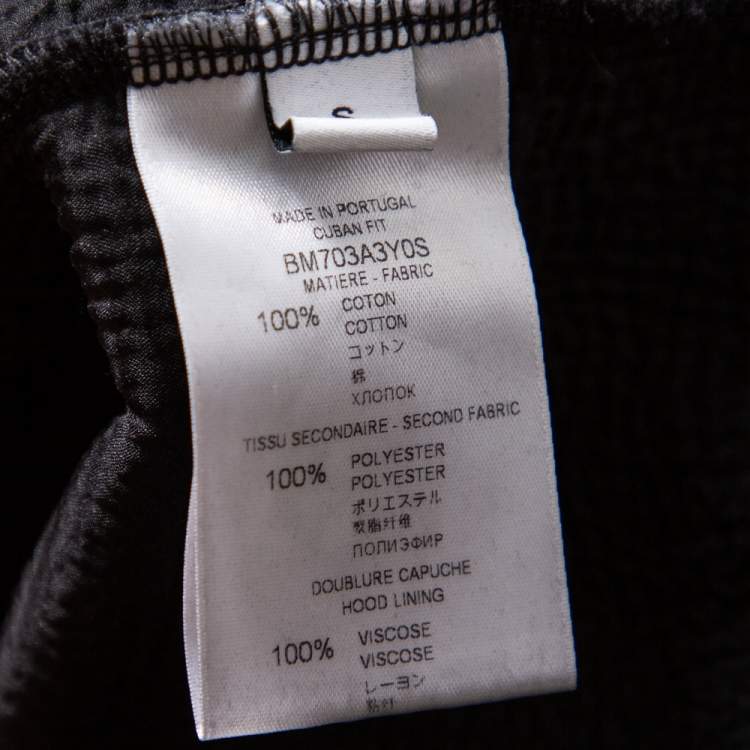 S
MADE IN PORTUGAL
CUBAN FIT
BM703A3Y0S
MATIERE - FABRIC
100% COTON
COTTON
コットン
棉
ХЛОПОК
TISSU SECONDAIRE - SECOND FABRIC
100% POLYESTER
POLYESTER
ポリエステル
聚脂纤维
ПОЛИЭФИР
DOUBLURE CAPUCHE
HOOD LINING
100% VISCOSE
VISCOSE
レーヨン